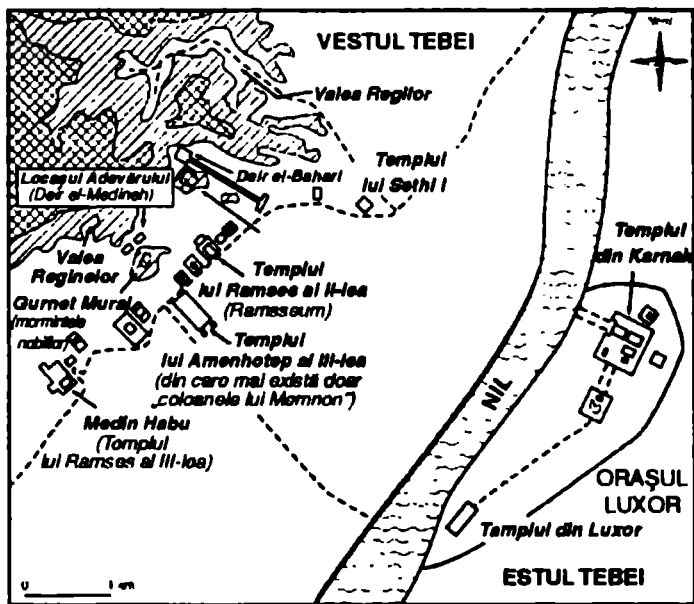 VESTUL TEBEI
Valea Regilor
Templul
lui Sethi I
Deir el-Bahari
Locașul Adevărului
(Deir el-Medineh)
Templul
din Karnak
Valea
Reginelor
Templul
lui Ramses al II-lea
(Ramsseum)
Gurnet Murai
(mormintele
nobililor)
Templul
lui Amenhotep al III-lea
(din care mai există doar
„coloanele lui Memnon”)
NIL
Medin Habu
(Templul
lui Ramses al III-lea)
ORAȘUL
LUXOR
Templul din Luxor
ESTUL TEBEI
0 1 km